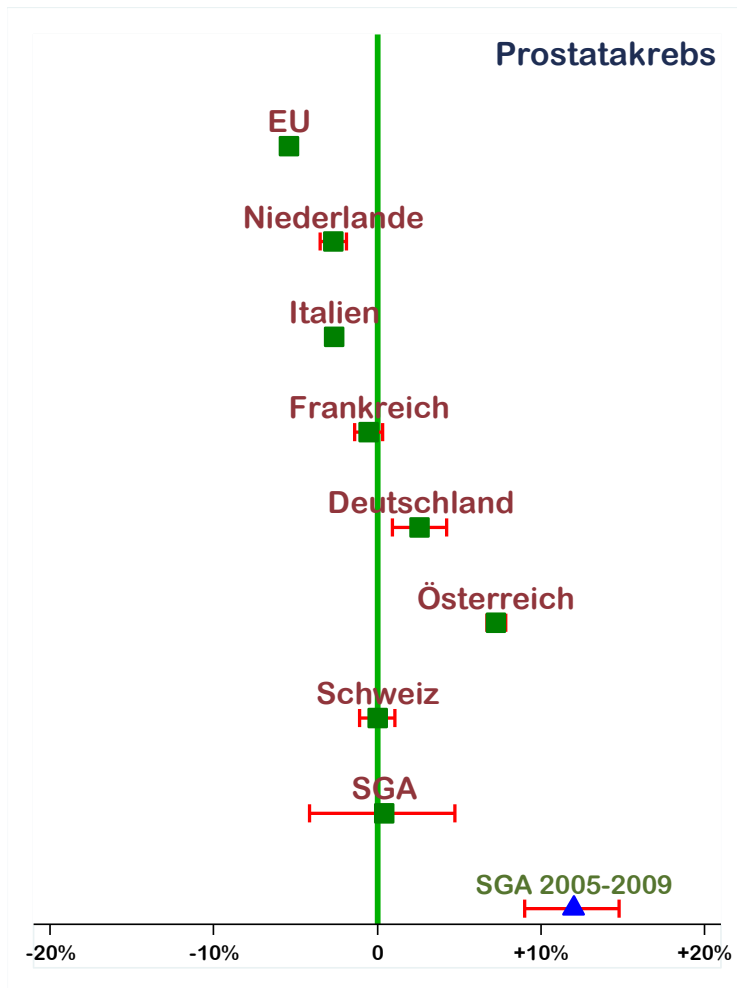 Prostatakrebs
EU
Niederlande
Italien
Frankreich
Deutschland
Österreich
Schweiz
SGA
SGA 2005-2009
-20% -10% 0 +10% +20%